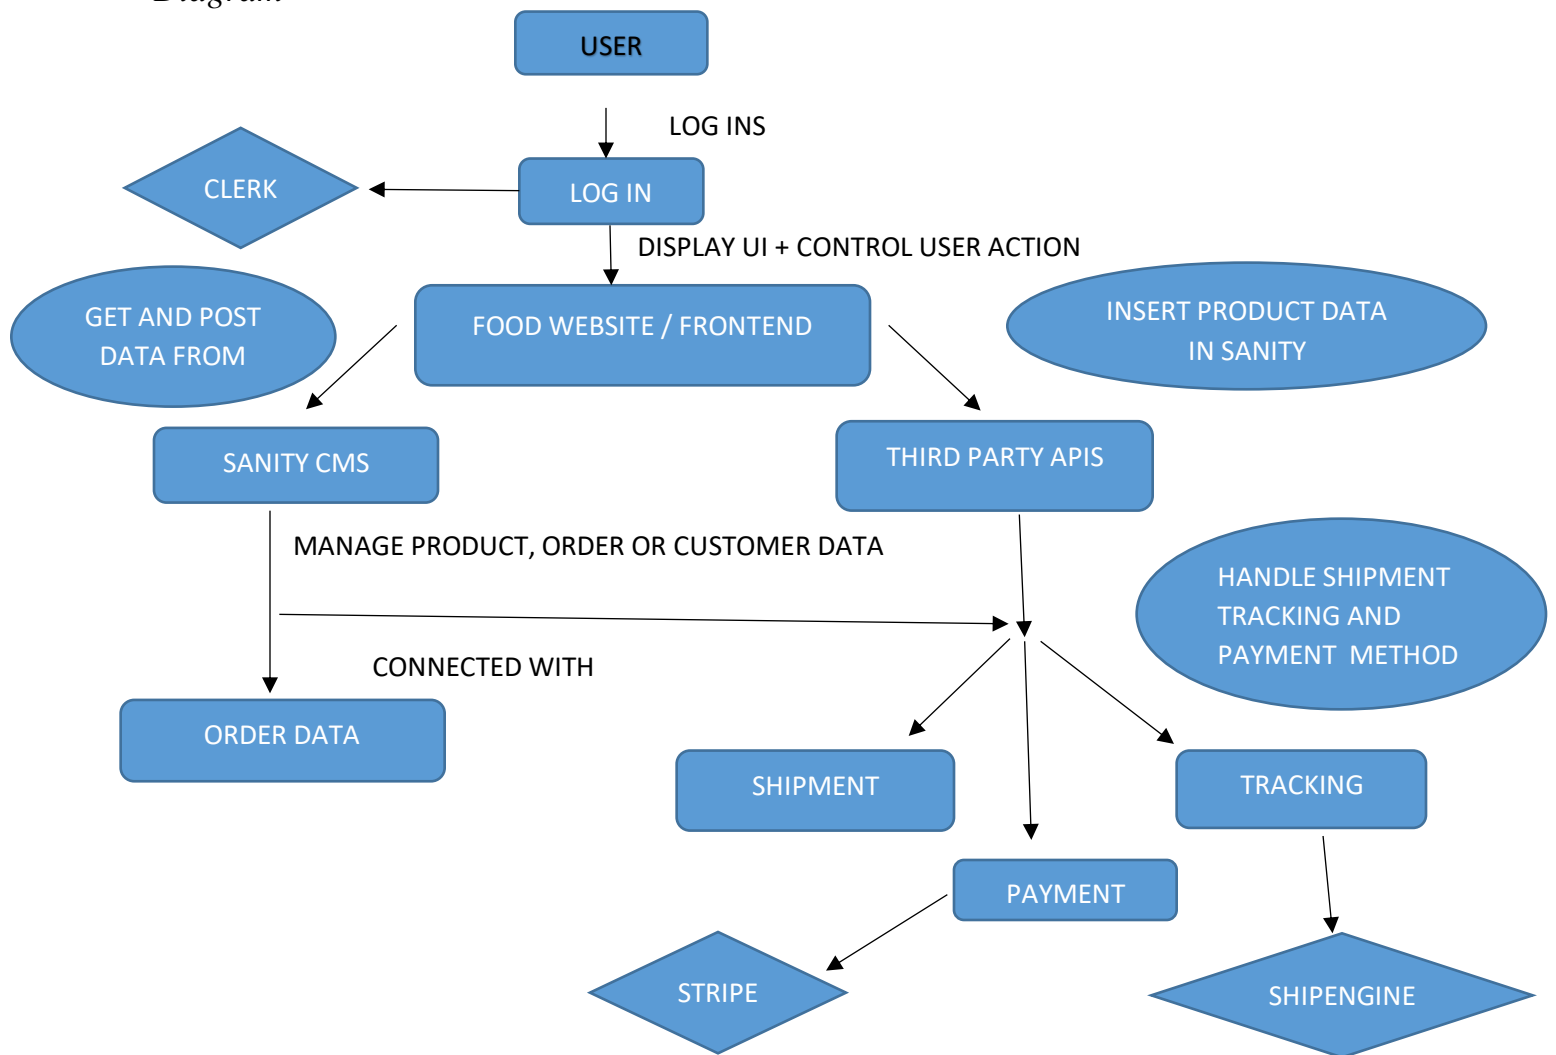 Diagram
USER
LOG INS
CLERK
LOG IN
DISPLAY UI + CONTROL USER ACTION
GET AND POST
DATA FROM
FOOD WEBSITE / FRONTEND
INSERT PRODUCT DATA
IN SANITY
SANITY CMS
THIRD PARTY APIS
MANAGE PRODUCT, ORDER OR CUSTOMER DATA
HANDLE SHIPMENT
TRACKING AND
PAYMENT METHOD
CONNECTED WITH
ORDER DATA
SHIPMENT
TRACKING
PAYMENT
STRIPE
SHIPENGINE